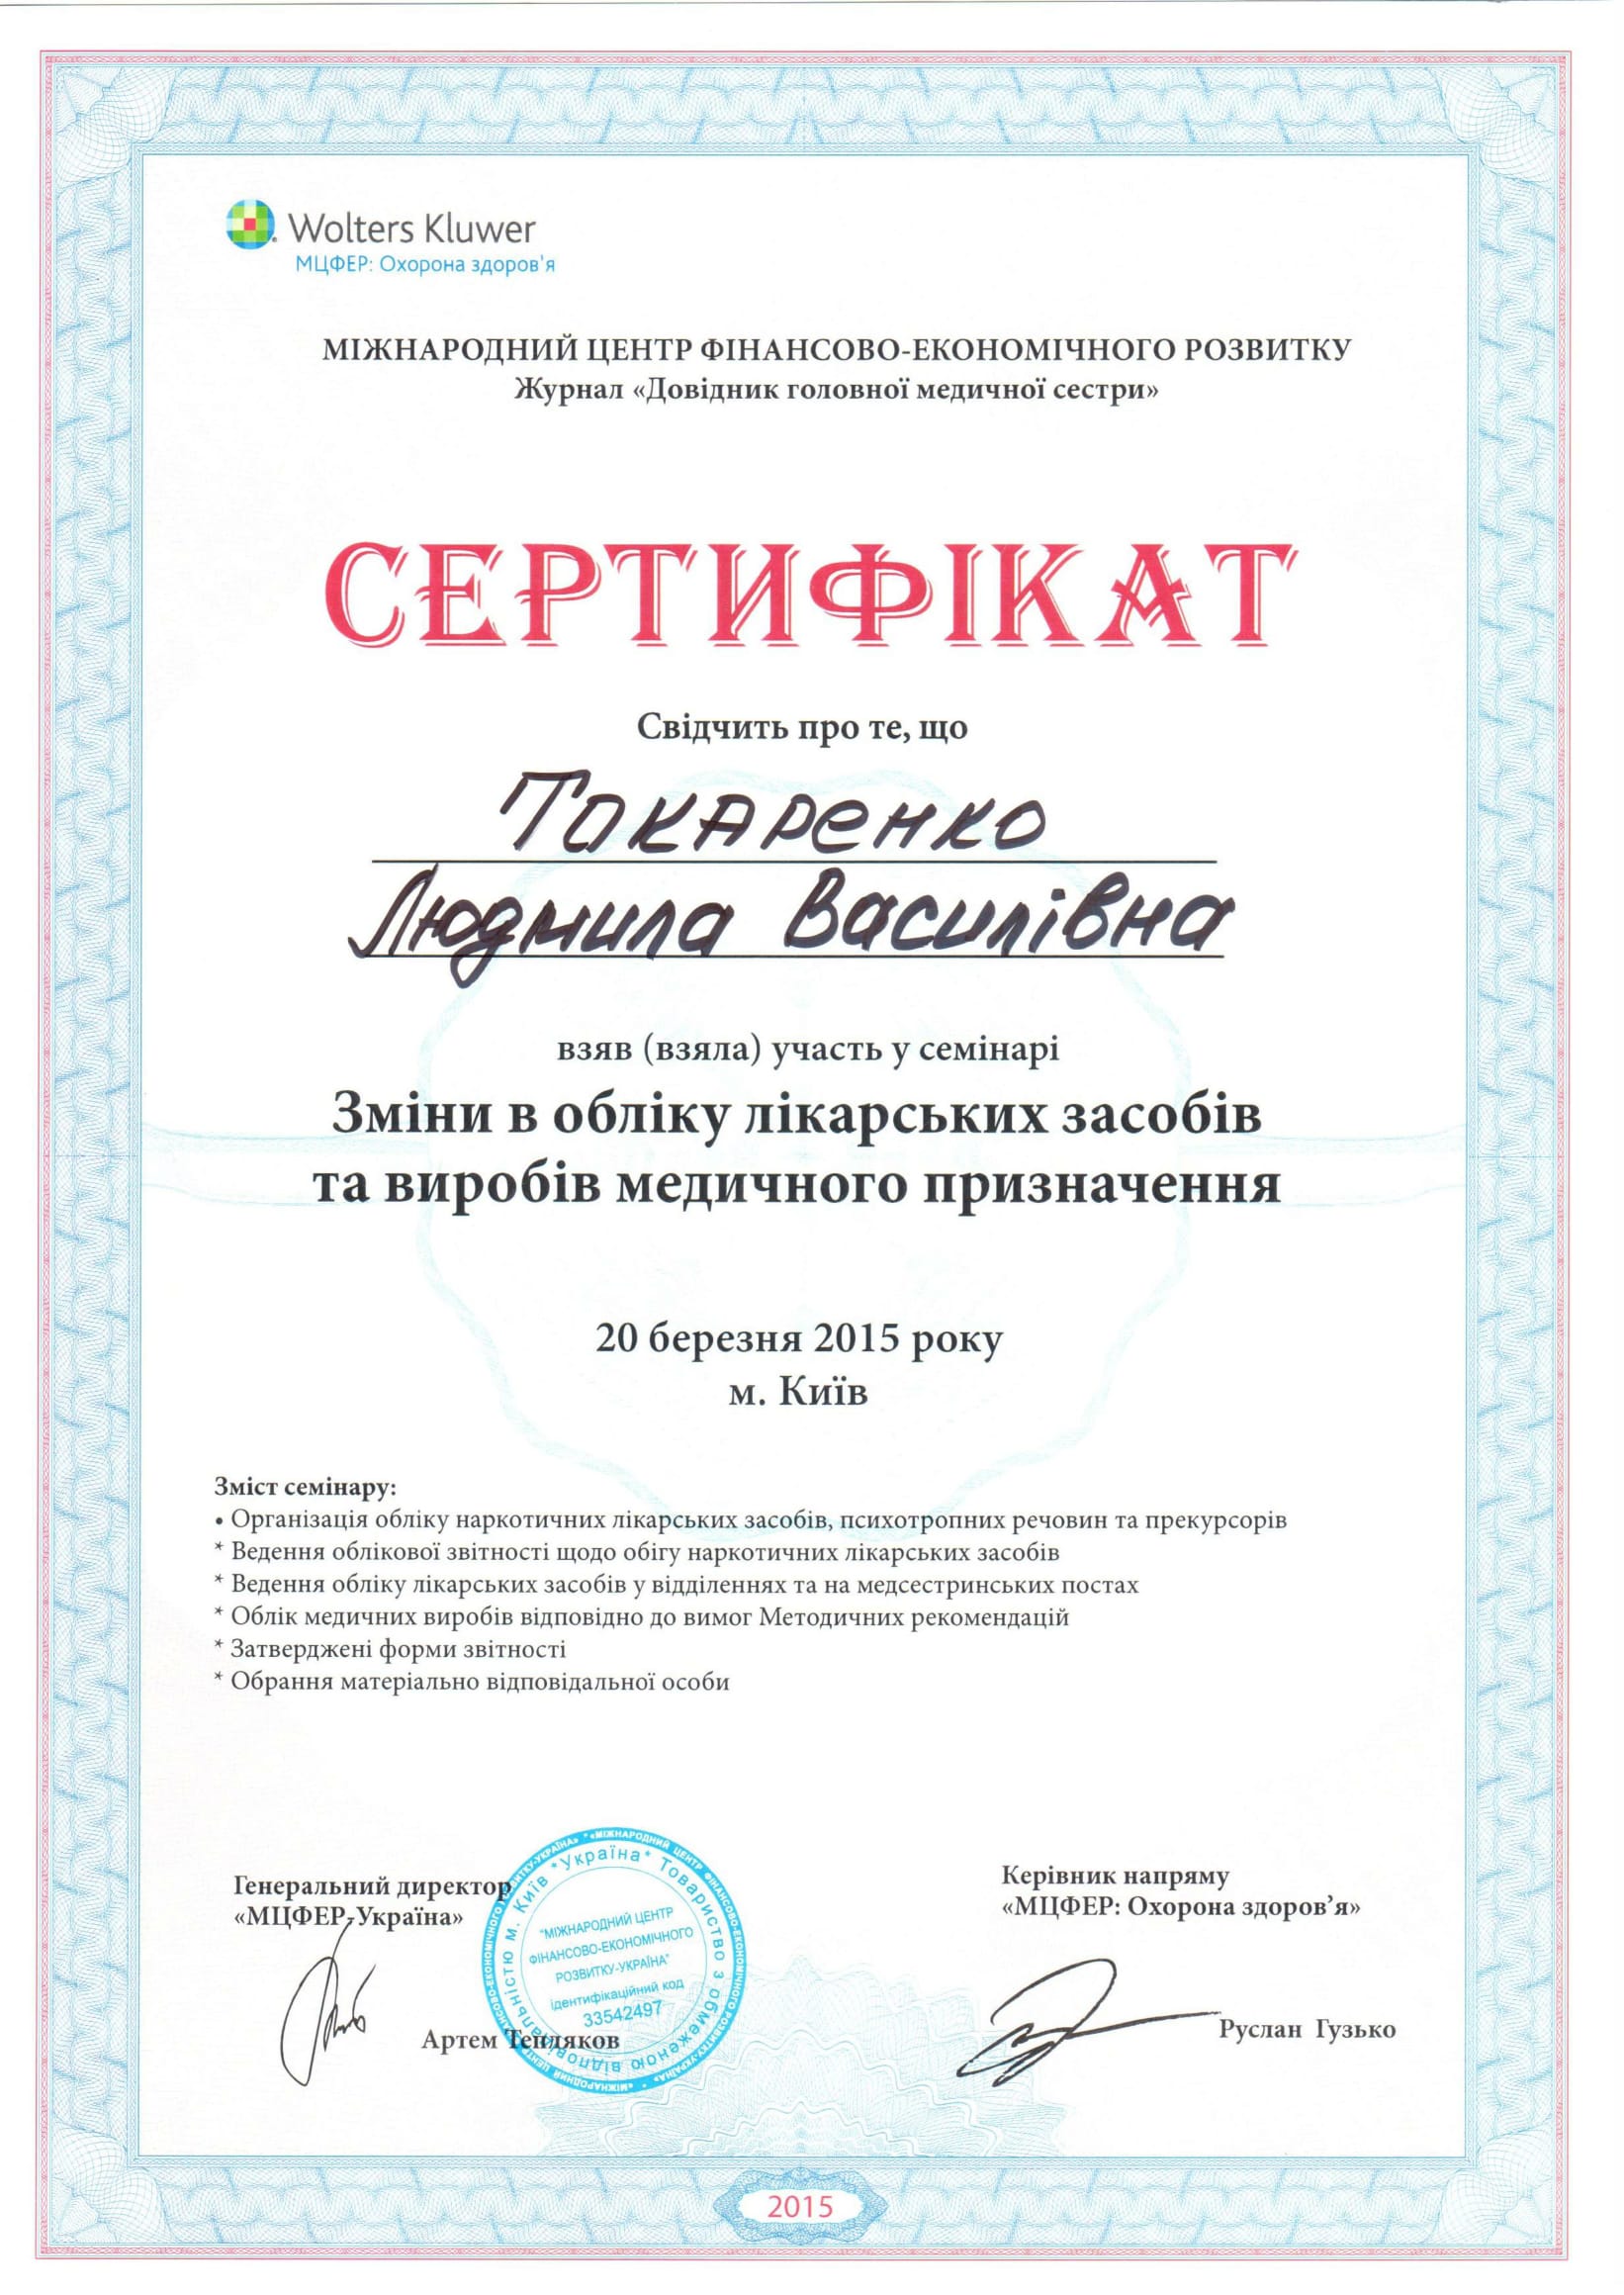 Wolters Kluwer
МЦФЕР: Охорона здоров'я
МІЖНАРОДНИЙ ЦЕНТР ФІНАНСОВО-ЕКОНОМІЧНОГО РОЗВИТКУ
Журнал «Довідник головної медичної сестри»
СЕРТИФІКАТ
Свідчить про те, що
Токаренко
Людмила Василівна
взяв (взяла) участь у семінарі
Зміни в обліку лікарських засобів
та виробів медичного призначення
20 березня 2015 року
м. Київ
Зміст семінару:
• Організація обліку наркотичних лікарських засобів, психотропних речовин та прекурсорів
* Ведення облікової звітності щодо обігу наркотичних лікарських засобів
* Ведення обліку лікарських засобів у відділеннях та на медсестринських постах
* Облік медичних виробів відповідно до вимог Методичних рекомендацій
* Затверджені форми звітності
* Обрання матеріально відповідальної особи
Генеральний директор
«МЦФЕР-Україна»
Артем Тепляков
«МІЖНАРОДНИЙ ЦЕНТР ФІНАНСОВО-ЕКОНОМІЧНОГО РОЗВИТКУ-УКРАЇНА»
м. Київ *Україна* Товариство з обмеженою відповідальністю
"МІЖНАРОДНИЙ ЦЕНТР
ФІНАНСОВО-ЕКОНОМІЧНОГО
РОЗВИТКУ-УКРАЇНА"
ідентифікаційний код
33542497
Керівник напряму
«МЦФЕР: Охорона здоров’я»
Руслан Гузько
2015